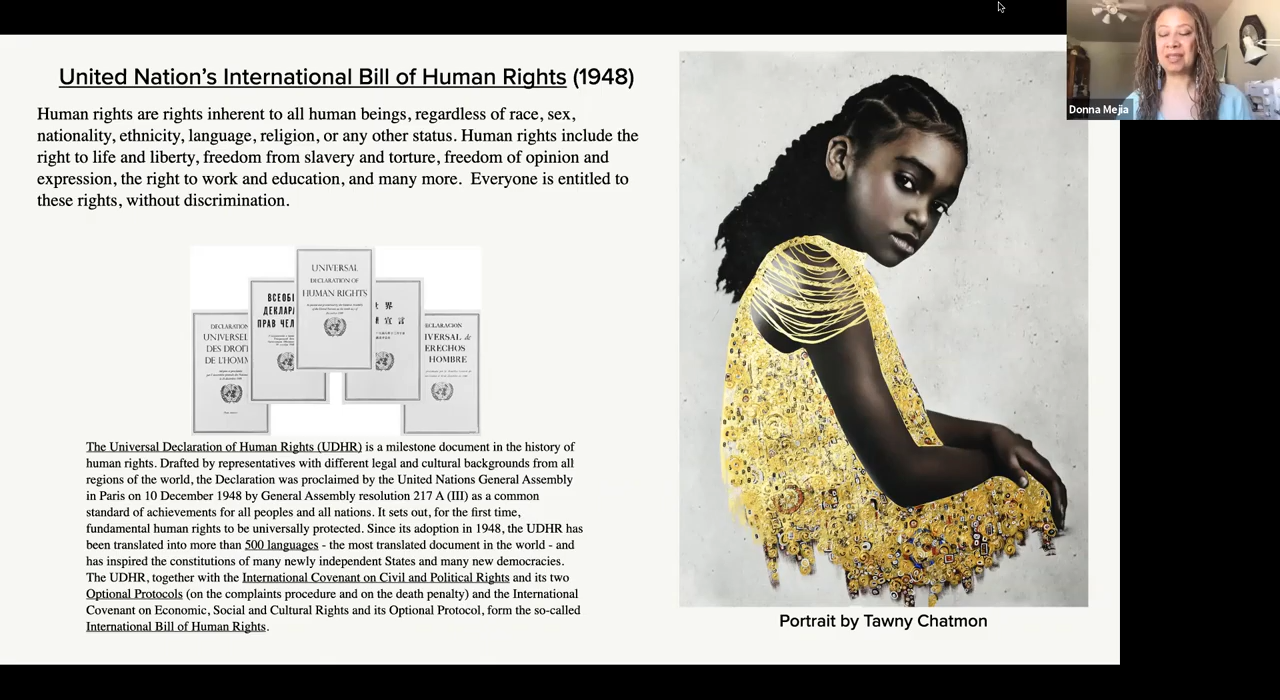 United Nation's International Bill of Human Rights (1948)
Human rights are rights inherent to all human beings, regardless of race, sex,
nationality, ethnicity, language, religion, or any other status. Human rights include the
right to life and liberty, freedom from slavery and torture, freedom of opinion and
expression, the right to work and education, and many more.  Everyone is entitled to
these rights, without discrimination.
DECLARATION
UNIVERSEL
DES DROI
DE L'HOMM
ВСЕОБ
ДЕКЛАРА
ПРАВ ЧЕЛ
UNIVERSAL
DECLARATION OF
HUMAN RIGHTS
界
宣言
ECLARACION
IVERSAL de
ERECHOS
HOMBRE
The Universal Declaration of Human Rights (UDHR) is a milestone document in the history of
human rights. Drafted by representatives with different legal and cultural backgrounds from all
regions of the world, the Declaration was proclaimed by the United Nations General Assembly
in Paris on 10 December 1948 by General Assembly resolution 217 A (III) as a common
standard of achievements for all peoples and all nations. It sets out, for the first time,
fundamental human rights to be universally protected. Since its adoption in 1948, the UDHR has
been translated into more than 500 languages - the most translated document in the world - and
has inspired the constitutions of many newly independent States and many new democracies.
The UDHR, together with the International Covenant on Civil and Political Rights and its two
Optional Protocols (on the complaints procedure and on the death penalty) and the International
Covenant on Economic, Social and Cultural Rights and its Optional Protocol, form the so-called
International Bill of Human Rights.
Portrait by Tawny Chatmon
Donna Mejia